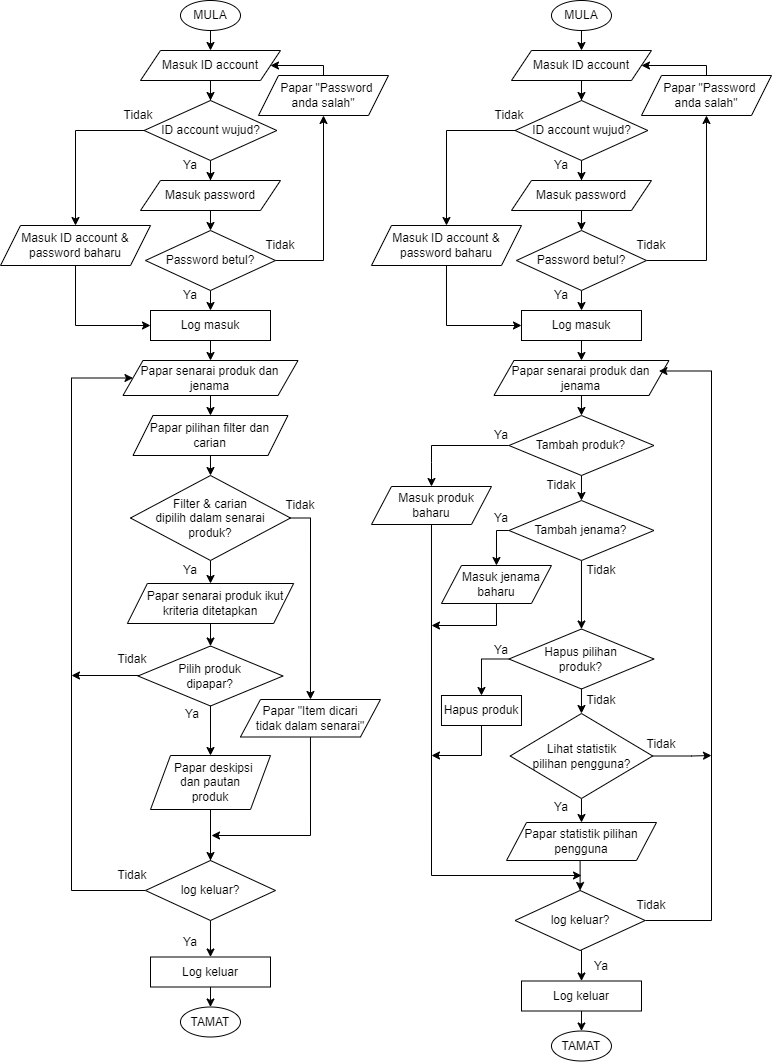 MULA
Masuk ID account
Papar "Password
anda salah"
Tidak
ID account wujud?
Ya
Masuk password
Masuk ID account &
password baharu
Tidak
Password betul?
Ya
Log masuk
Papar senarai produk dan
jenama
Papar pilihan filter dan
carian
Filter & carian
dipilih dalam senarai
produk?
Tidak
Ya
Papar senarai produk ikut
kriteria ditetapkan
Tidak
Pilih produk
dipapar?
Ya
Papar "Item dicari
tidak dalam senarai"
Papar deskipsi
dan pautan
produk
Tidak
log keluar?
Ya
Log keluar
TAMAT
MULA
Masuk ID account
Papar "Password
anda salah"
Tidak
ID account wujud?
Ya
Masuk password
Masuk ID account &
password baharu
Tidak
Password betul?
Ya
Log masuk
Papar senarai produk dan
jenama
Ya
Tambah produk?
Tidak
Masuk produk
baharu
Ya
Tambah jenama?
Tidak
Masuk jenama
baharu
Ya
Hapus pilihan
produk?
Tidak
Hapus produk
Lihat statistik
pilihan pengguna?
Tidak
Ya
Papar statistik pilihan
pengguna
Tidak
log keluar?
Ya
Log keluar
TAMAT